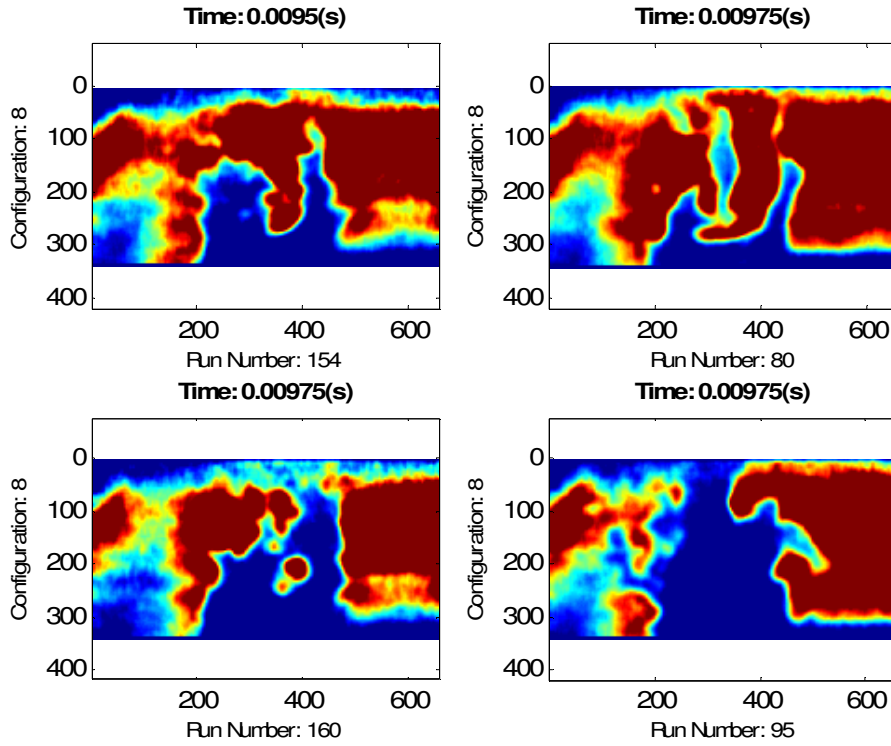 Time: 0.0095(s)
Configuration: 8
0
100
200
300
400
200 400 600
Run Number: 154
Time: 0.00975(s)
Configuration: 8
0
100
200
300
400
200 400 600
Run Number: 80
Time: 0.00975(s)
Configuration: 8
0
100
200
300
400
200 400 600
Run Number: 160
Time: 0.00975(s)
Configuration: 8
0
100
200
300
400
200 400 600
Run Number: 95